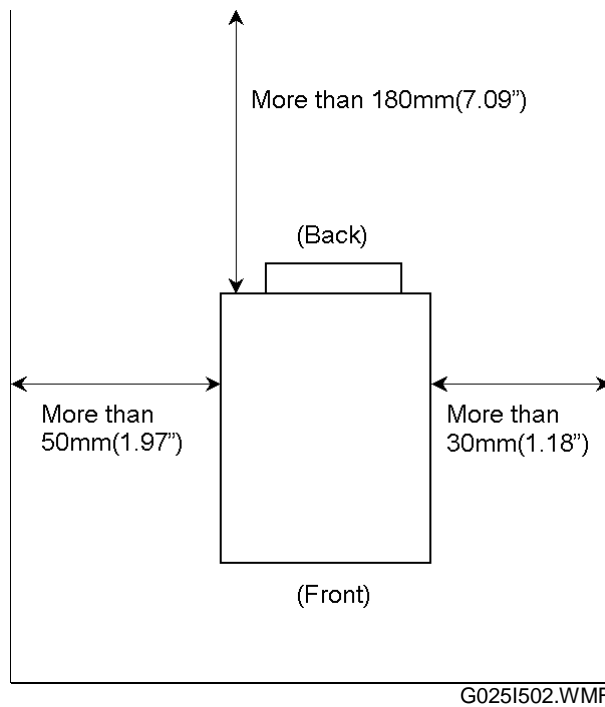 More than 180mm(7.09”)
(Back)
More than
50mm(1.97”)
More than
30mm(1.18”)
(Front)
G025I502.WMF